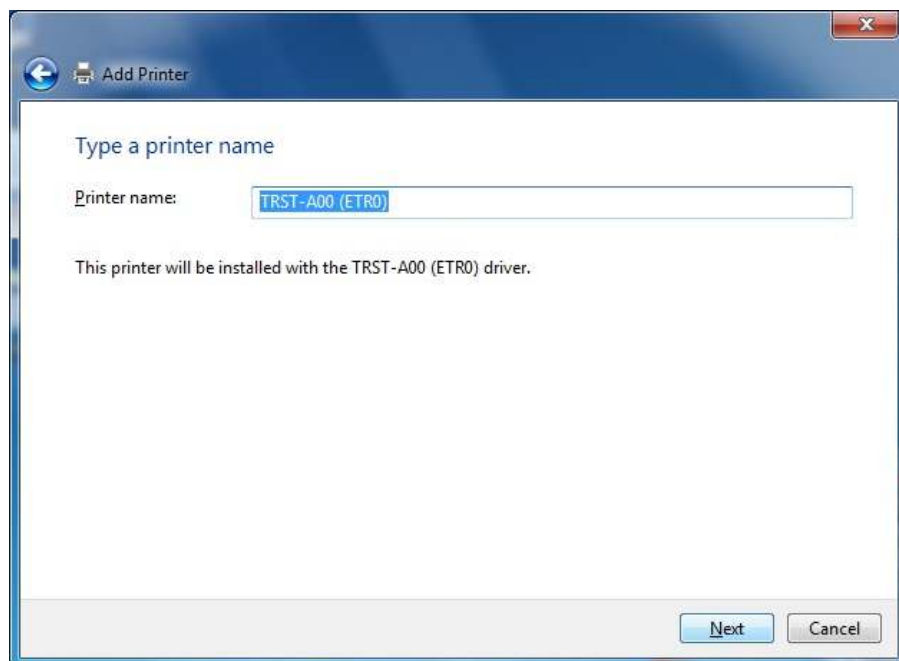 Add Printer
Type a printer name
Printer name: TRST-A00 (ETR0)
This printer will be installed with the TRST-A00 (ETR0) driver.
Next Cancel